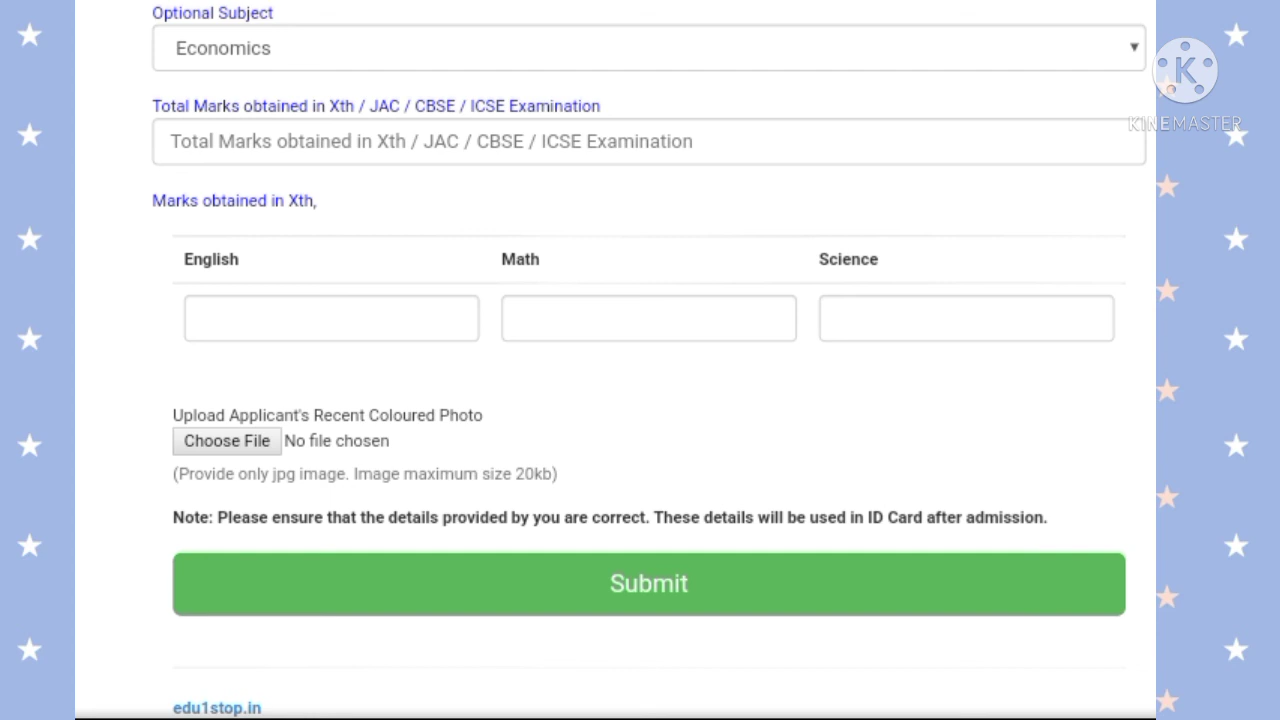 Optional Subject
Economics
Total Marks obtained in Xth / JAC / CBSE / ICSE Examination
Total Marks obtained in Xth / JAC / CBSE / ICSE Examination
Marks obtained in Xth,
English Math Science
Upload Applicant's Recent Coloured Photo
Choose File No file chosen
(Provide only jpg image. Image maximum size 20kb)
Note: Please ensure that the details provided by you are correct. These details will be used in ID Card after admission.
Submit
edu1stop.in
K
KINEMASTER